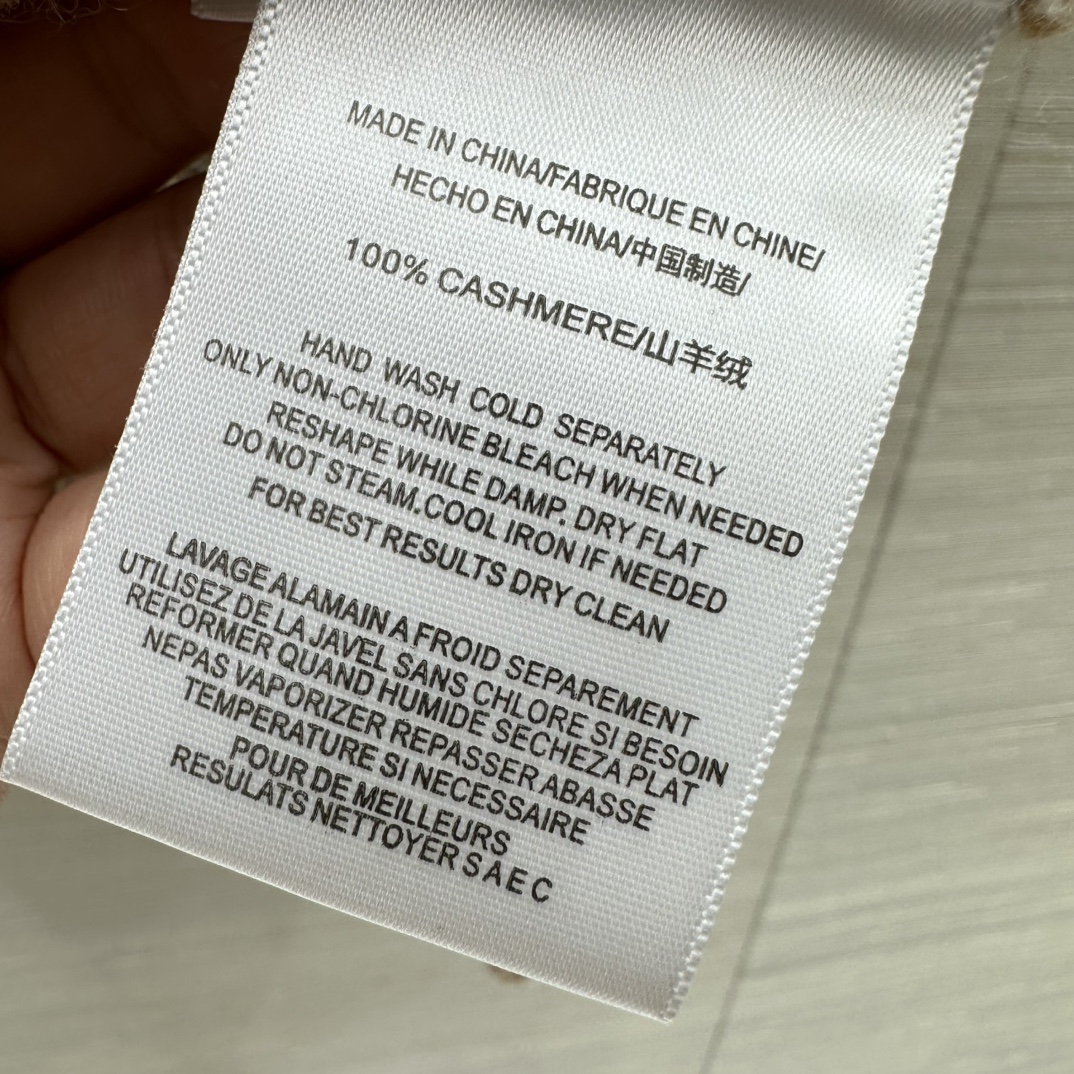 MADE IN CHINA/FABRIQUE EN CHINE/
HECHO EN CHINA/中国制造/
100% CASHMERE/山羊绒
HAND WASH COLD SEPARATELY
ONLY NON-CHLORINE BLEACH WHEN NEEDED
RESHAPE WHILE DAMP. DRY FLAT
DO NOT STEAM.COOL IRON IF NEEDED
FOR BEST RESULTS DRY CLEAN
LAVAGE ALAMAIN A FROID SEPAREMENT
UTILISEZ DE LA JAVEL SANS CHLORE SI BESOIN
REFORMER QUAND HUMIDE SECHEZA PLAT
NEPAS VAPORIZER REPASSER ABASSE
TEMPERATURE SI NECESSAIRE
POUR DE MEILLEURS
RESULATS NETTOYER S A E C